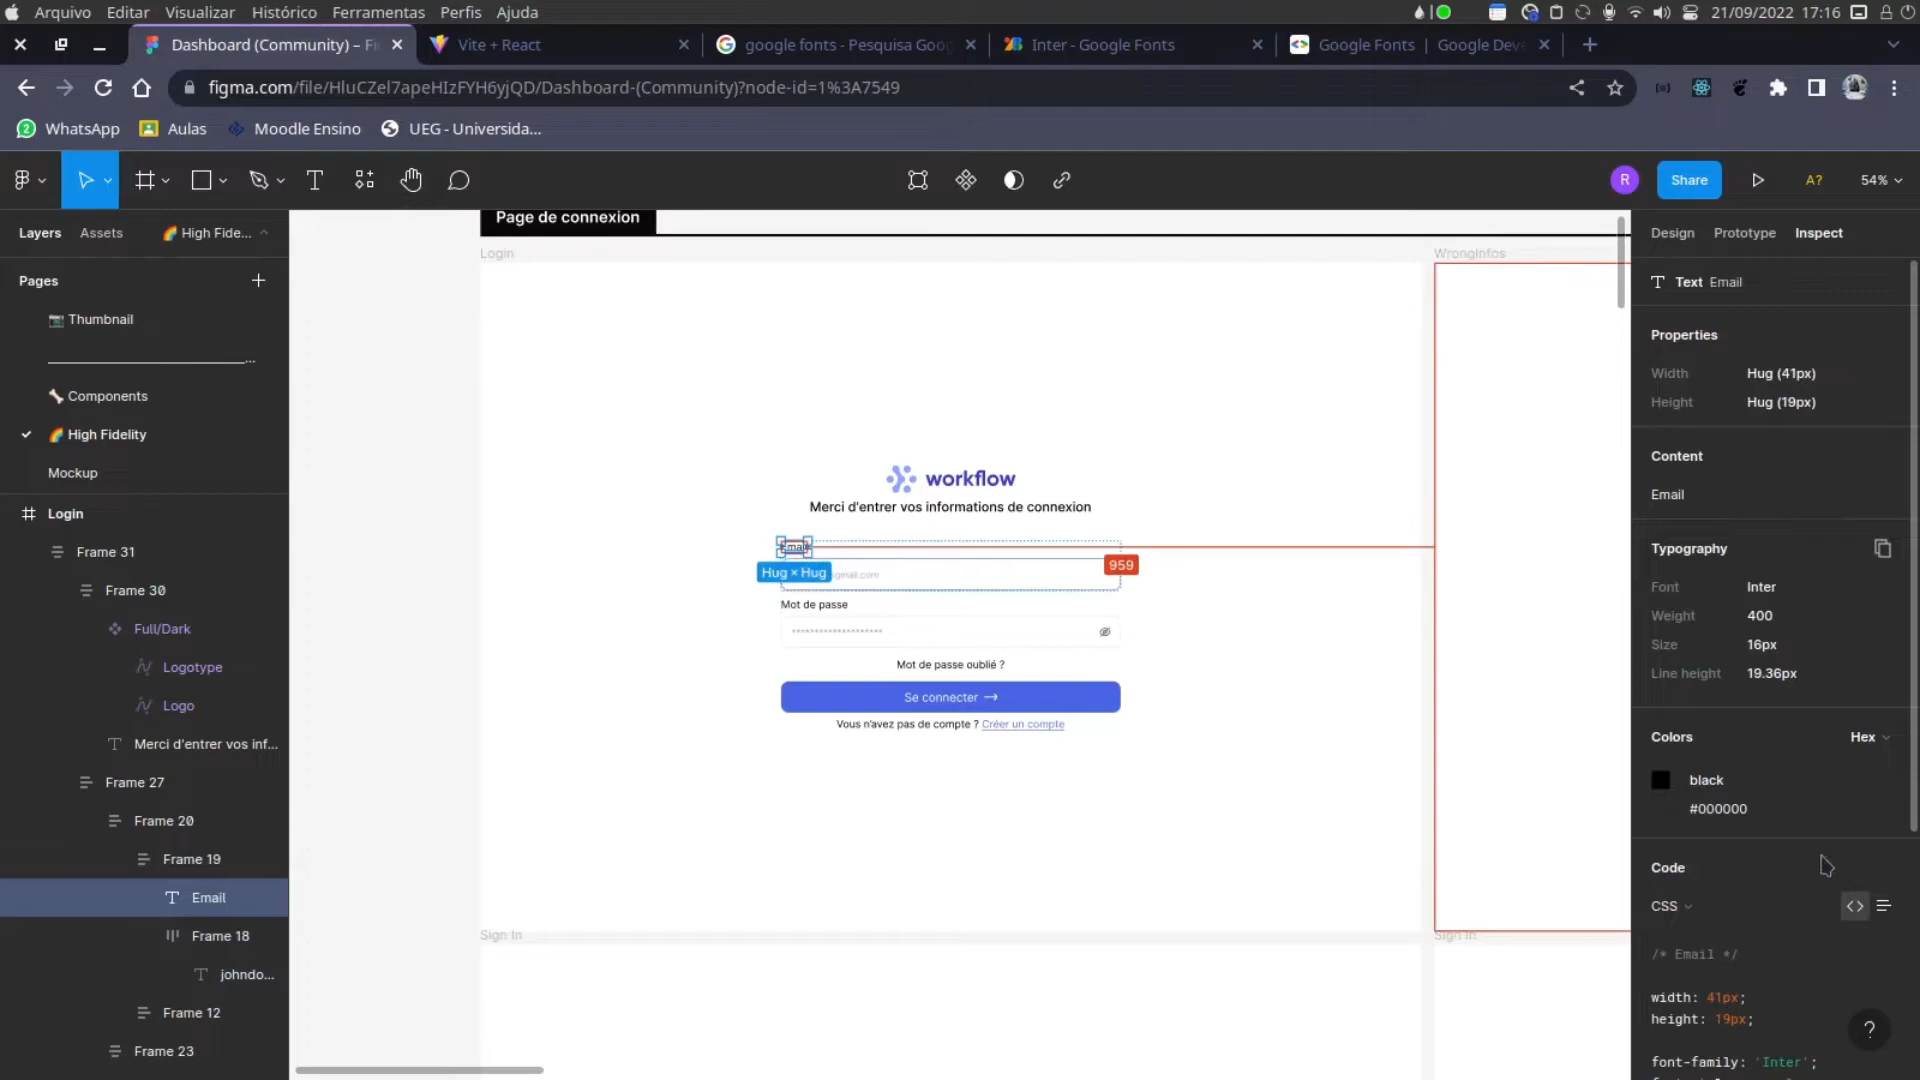 Arquivo Editar Visualizar Histórico Ferramentas Perfis Ajuda
21/09/2022 17:16
Dashboard (Community) – Fi
Vite + React
google fonts - Pesquisa Goog
Inter - Google Fonts
Google Fonts | Google Deve
figma.com/file/HluCZel7apeHIzFYH6yjQD/Dashboard-(Community)?node-id=1%3A7549
WhatsApp Aulas Moodle Ensino UEG - Universida...
R
Share
A?
54%
Layers Assets High Fide...
Pages
Thumbnail
Components
High Fidelity
Mockup
Login
Frame 31
Frame 30
Full/Dark
Logotype
Logo
Merci d'entrer vos inf...
Frame 27
Frame 20
Frame 19
Email
Frame 18
johndo...
Frame 12
Frame 23
Page de connexion
Login
WrongInfos
workflow
Merci d'entrer vos informations de connexion
Hug × Hug
gmail.com
959
Mot de passe
********************
Mot de passe oublié ?
Se connecter →
Vous n'avez pas de compte ? Créer un compte
Sign In
Sign In
Design Prototype Inspect
Text Email
Properties
Width Hug (41px)
Height Hug (19px)
Content
Email
Typography
Font Inter
Weight 400
Size 16px
Line height 19.36px
Colors Hex
black
#000000
Code
CSS
/* Email */
width: 41px;
height: 19px;
font-family: 'Inter';
?